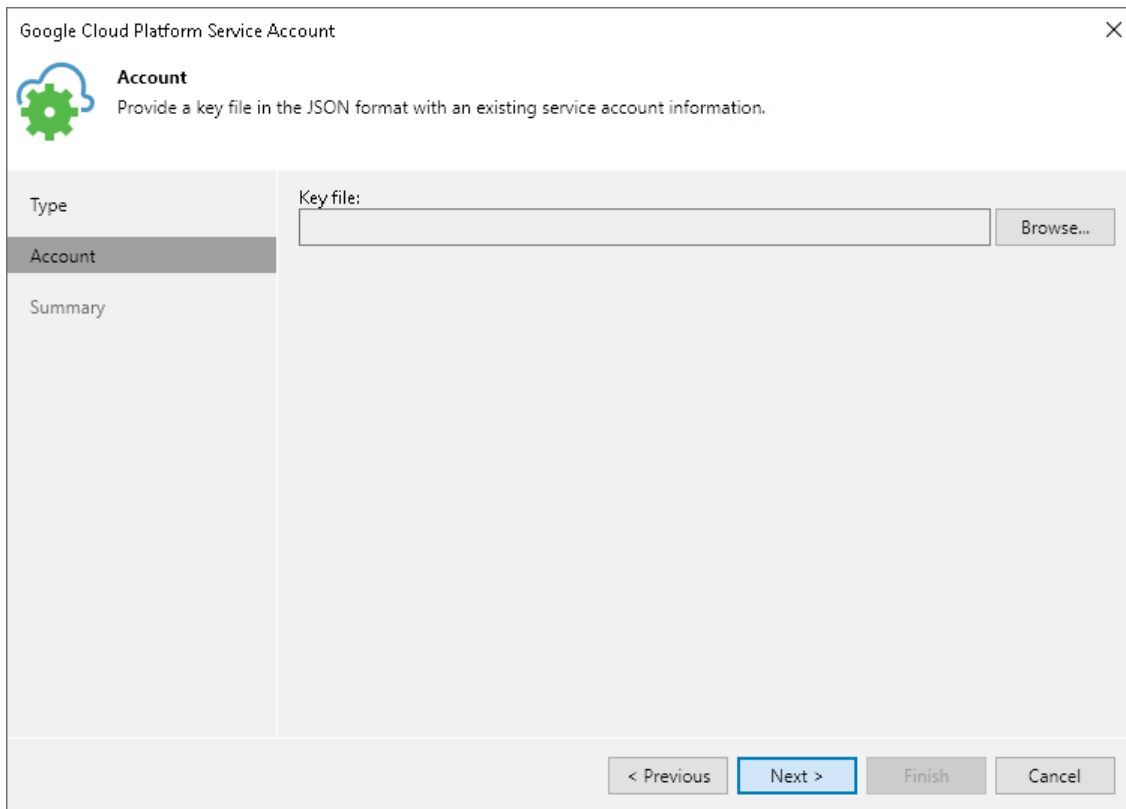 Google Cloud Platform Service Account
Account
Provide a key file in the JSON format with an existing service account information.
Type
Account
Summary
Key file:
Browse...
< Previous
Next >
Finish
Cancel